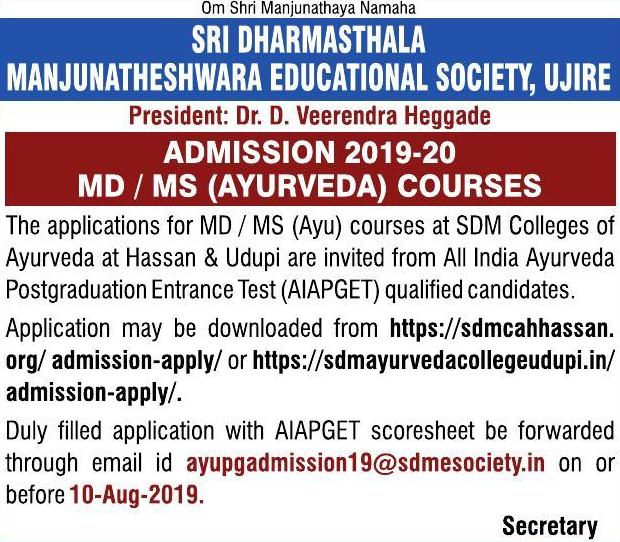 Om Shri Manjunathaya Namaha
SRI DHARMASTHALA
MANJUNATHESHWARA EDUCATIONAL SOCIETY, UJIRE
President: Dr. D. Veerendra Heggade
ADMISSION 2019-20
MD / MS (AYURVEDA) COURSES
The applications for MD / MS (Ayu) courses at SDM Colleges of
Ayurveda at Hassan & Udupi are invited from All India Ayurveda
Postgraduation Entrance Test (AIAPGET) qualified candidates.
Application may be downloaded from https://sdmcahhassan.
org/ admission-apply/ or https://sdmayurvedacollegeudupi.in/
admission-apply/.
Duly filled application with AIAPGET scoresheet be forwarded
through email id ayupgadmission19@sdmesociety.in on or
before 10-Aug-2019.
Secretary